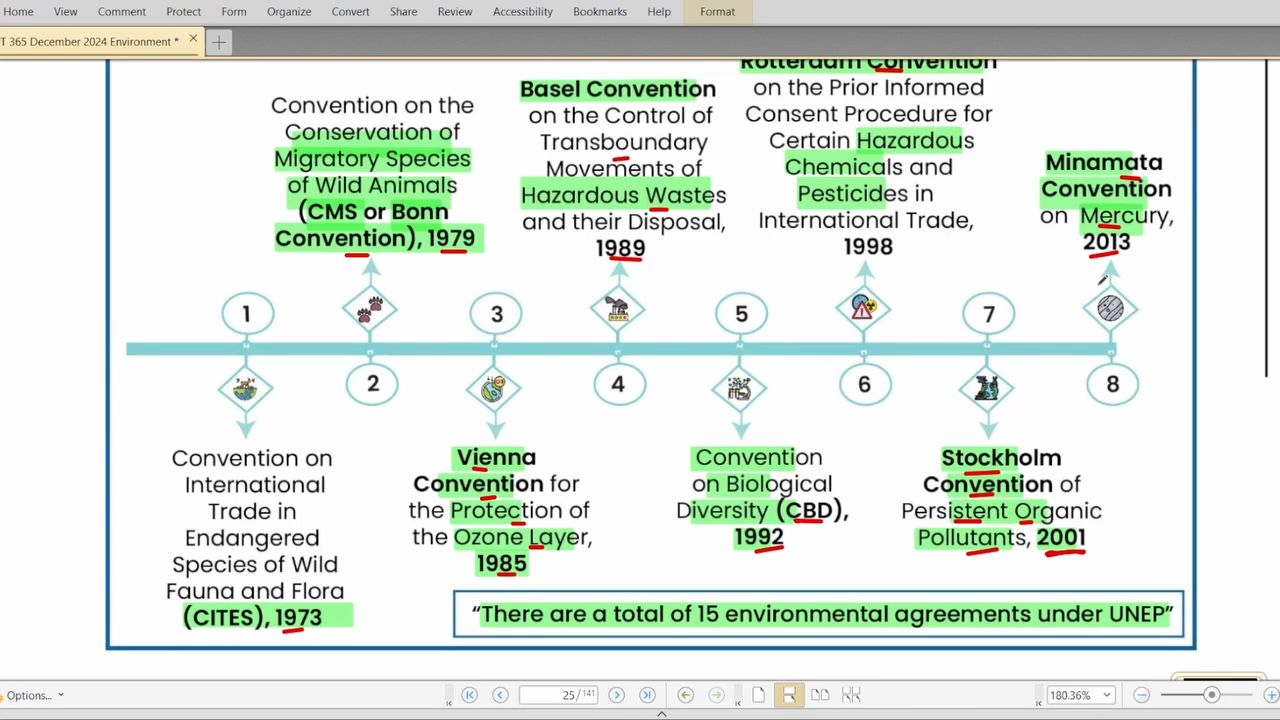 Home View Comment Protect Form Organize Convert Share Review Accessibility Bookmarks Help Format
T 365 December 2024 Environment *
Convention on the
Conservation of
Migratory Species
of Wild Animals
(CMS or Bonn
Convention), 1979
Basel Convention
on the Control of
Transboundary
Movements of
Hazardous Wastes
and their Disposal,
1989
Rotterdam Convention
on the Prior Informed
Consent Procedure for
Certain Hazardous
Chemicals and
Pesticides in
International Trade,
1998
Minamata
Convention
on Mercury,
2013
1
3
5
7
2
4
6
8
Convention on
International
Trade in
Endangered
Species of Wild
Fauna and Flora
(CITES), 1973
Vienna
Convention for
the Protection of
the Ozone Layer,
1985
Convention
on Biological
Diversity (CBD),
1992
Stockholm
Convention of
Persistent Organic
Pollutants, 2001
“There are a total of 15 environmental agreements under UNEP”
Options...
25 / 141
180.36%